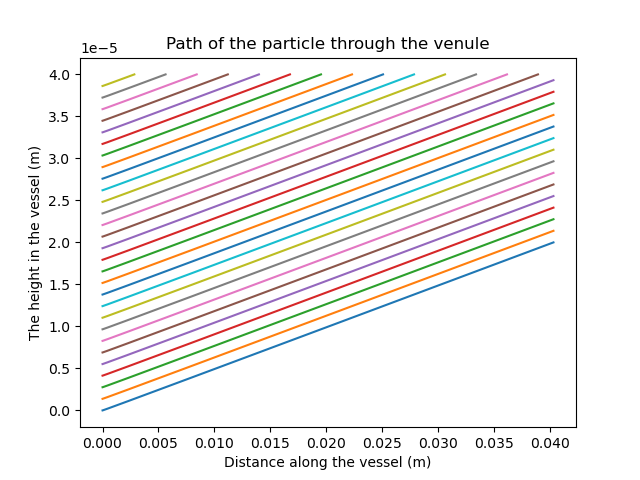 Path of the particle through the venule
1e−5
4.0
3.5
3.0
2.5
2.0
1.5
1.0
0.5
0.0
The height in the vessel (m)
0.000 0.005 0.010 0.015 0.020 0.025 0.030 0.035 0.040
Distance along the vessel (m)